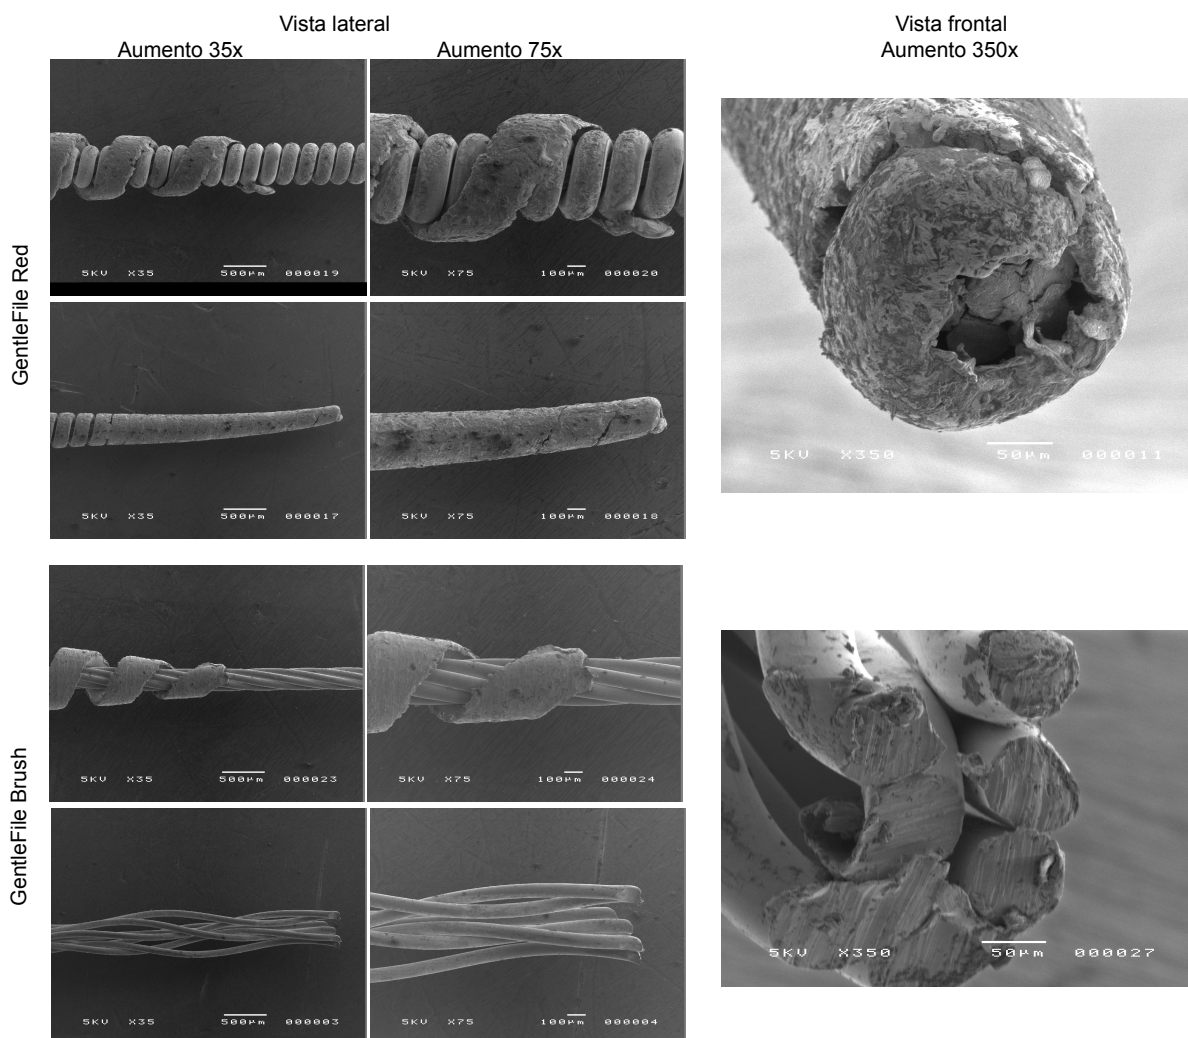 Vista lateral
Vista frontal
Aumento 35x
Aumento 75x
Aumento 350x
GentleFile Red
5KV X35 500µm 000019
5KV X75 100µm 000020
5KV X350 50µm 000011
5KV X35 500µm 000017
5KV X75 100µm 000018
GentleFile Brush
5KV X35 500µm 000023
5KV X75 100µm 000024
5KV X350 50µm 000027
5KV X35 500µm 000003
5KV X75 100µm 000004